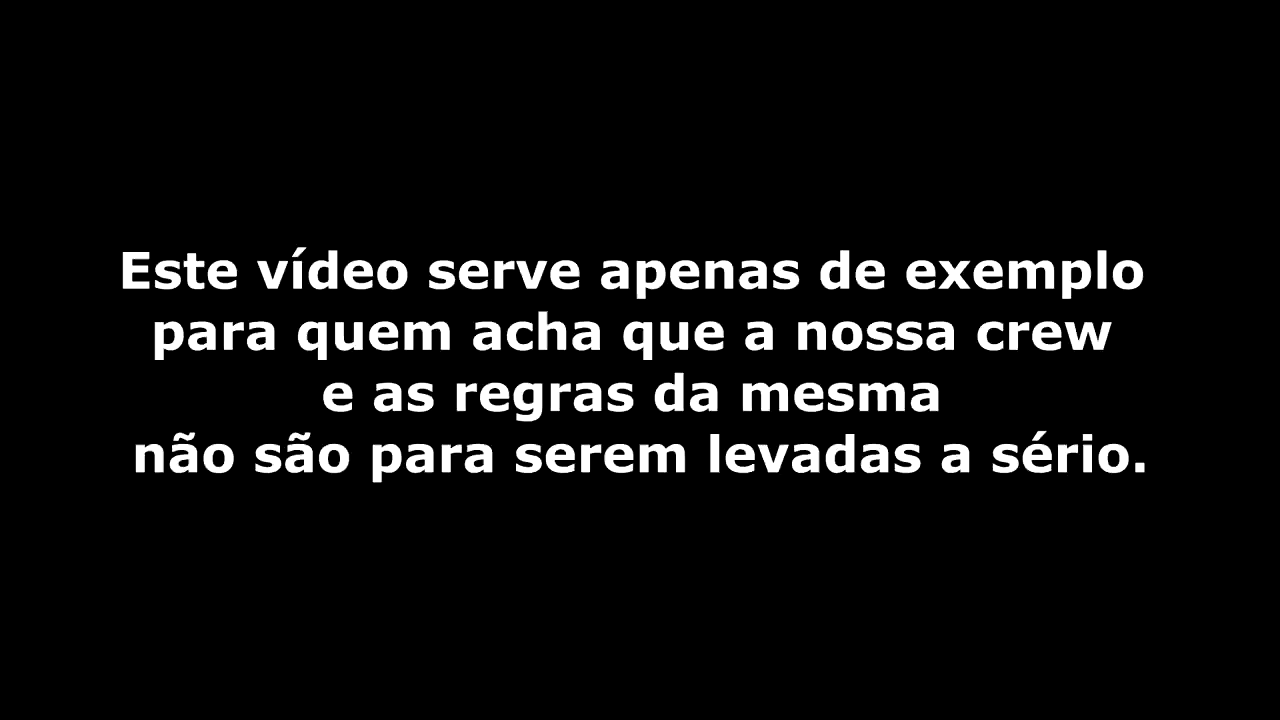 Este vídeo serve apenas de exemplo
para quem acha que a nossa crew
e as regras da mesma
não são para serem levadas a sério.